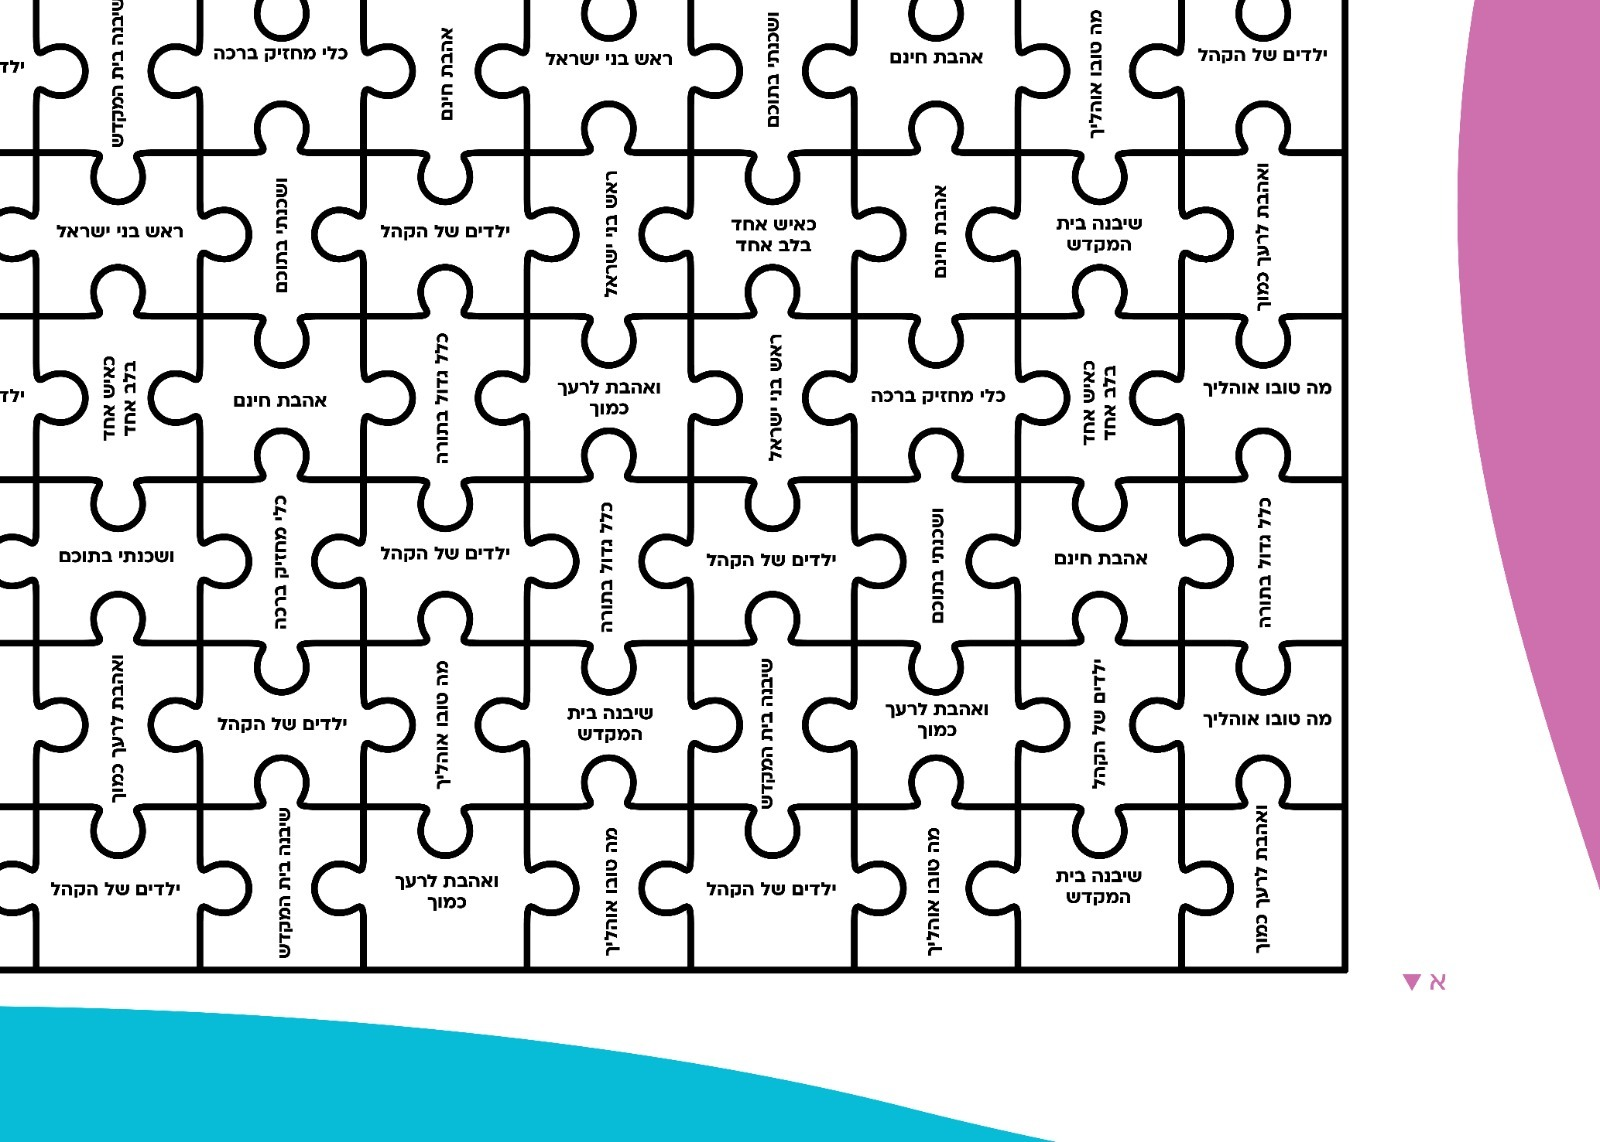 ילדים של הקהל
מה טובו אוהליך
אהבת חינם
ושכנתי בתוכם
ראש בני ישראל
אהבת חינם
כלי מחזיק ברכה
שיבנה בית המקדש
ואהבת לרעך כמוך
שיבנה בית
המקדש
אהבת חינם
כאיש אחד
בלב אחד
ראש בני ישראל
ילדים של הקהל
ושכנתי בתוכם
ראש בני ישראל
מה טובו אוהליך
כאיש אחד
בלב אחד
כלי מחזיק ברכה
ראש בני ישראל
ואהבת לרעך
כמוך
כלל גדול בתורה
אהבת חינם
כאיש אחד
בלב אחד
כלל גדול בתורה
אהבת חינם
ושכנתי בתוכם
ילדים של הקהל
כלל גדול בתורה
ילדים של הקהל
כלי מחזיק ברכה
ושכנתי בתוכם
מה טובו אוהליך
ילדים של הקהל
ואהבת לרעך
כמוך
שיבנה בית המקדש
שיבנה בית
המקדש
מה טובו אוהליך
ילדים של הקהל
ואהבת לרעך כמוך
ואהבת לרעך כמוך
שיבנה בית
המקדש
מה טובו אוהליך
ילדים של הקהל
מה טובו אוהליך
ואהבת לרעך
כמוך
שיבנה בית המקדש
ילדים של הקהל
א ▼